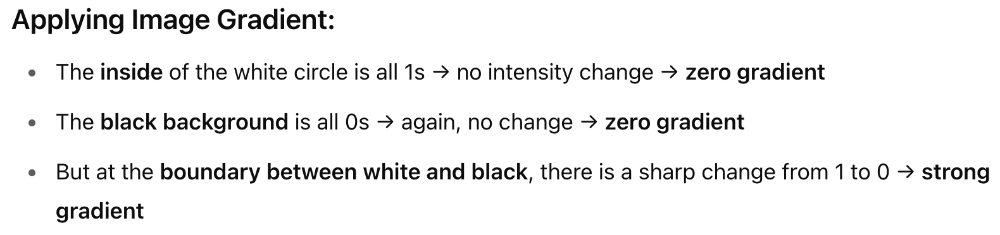 Applying Image Gradient:
• The inside of the white circle is all 1s → no intensity change → zero gradient
• The black background is all 0s → again, no change → zero gradient
• But at the boundary between white and black, there is a sharp change from 1 to 0 → strong
gradient